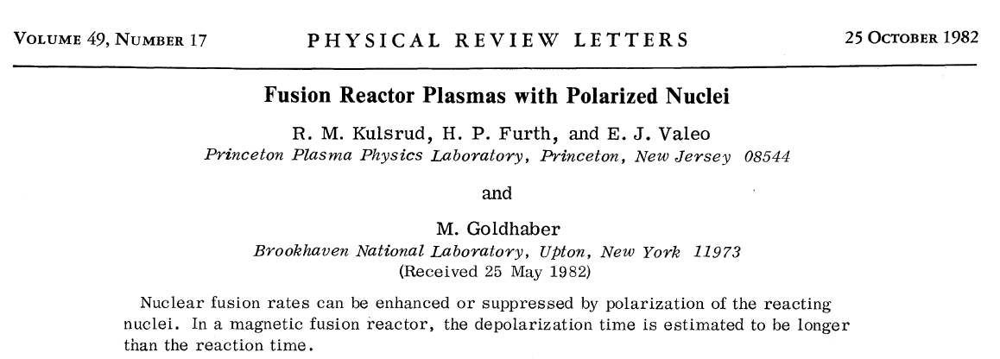 VOLUME 49, NUMBER 17 PHYSICAL REVIEW LETTERS 25 OCTOBER 1982
Fusion Reactor Plasmas with Polarized Nuclei
R. M. Kulsrud, H. P. Furth, and E. J. Valeo
Princeton Plasma Physics Laboratory, Princeton, New Jersey 08544
and
M. Goldhaber
Brookhaven National Laboratory, Upton, New York 11973
(Received 25 May 1982)
Nuclear fusion rates can be enhanced or suppressed by polarization of the reacting
nuclei. In a magnetic fusion reactor, the depolarization time is estimated to be longer
than the reaction time.